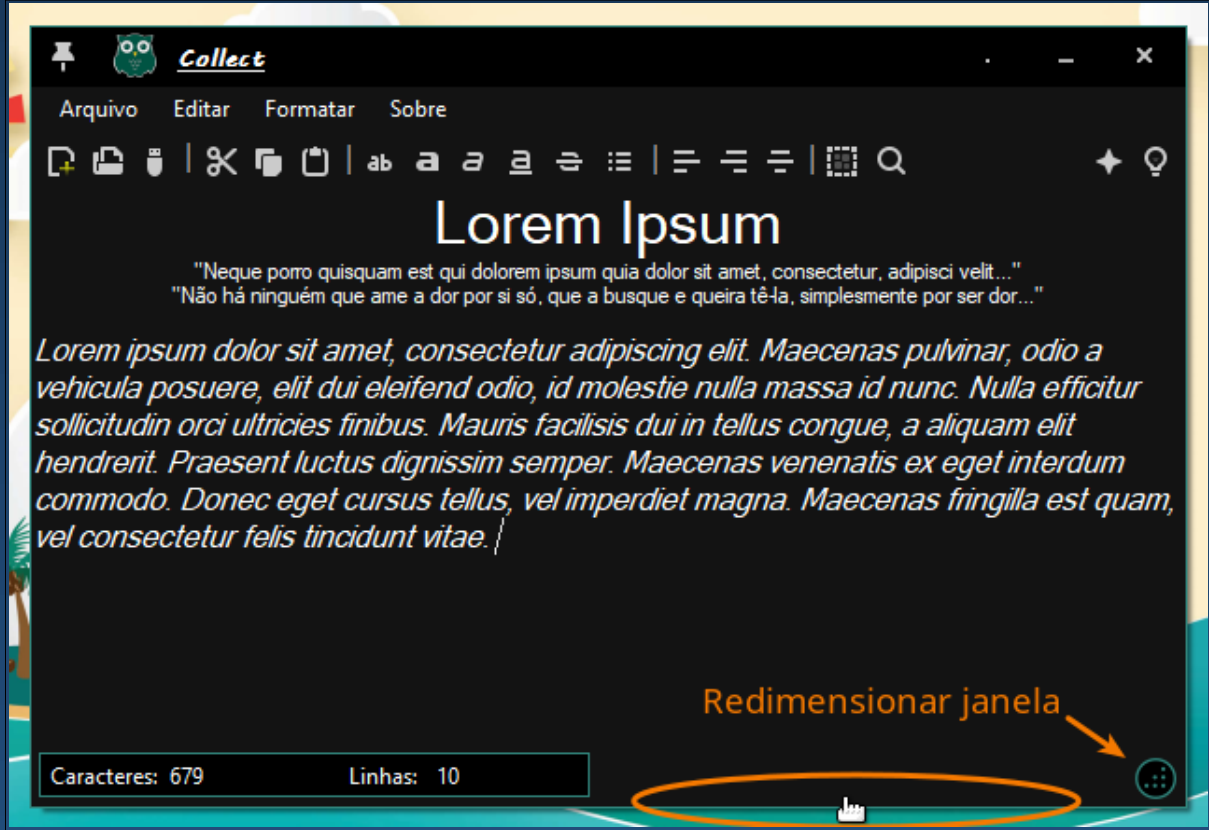 Collect
Arquivo Editar Formatar Sobre
ab a a a
Lorem Ipsum
"Neque porro quisquam est qui dolorem ipsum quia dolor sit amet, consectetur, adipisci velit..."
"Não há ninguém que ame a dor por si só, que a busque e queira tê-la, simplesmente por ser dor..."
Lorem ipsum dolor sit amet, consectetur adipiscing elit. Maecenas pulvinar, odio a
vehicula posuere, elit dui eleifend odio, id molestie nulla massa id nunc. Nulla efficitur
sollicitudin orci ultricies finibus. Mauris facilisis dui in tellus congue, a aliquam elit
hendrerit. Praesent luctus dignissim semper. Maecenas venenatis ex eget interdum
commodo. Donec eget cursus tellus, vel imperdiet magna. Maecenas fringilla est quam,
vel consectetur felis tincidunt vitae.
Redimensionar janela
Caracteres: 679 Linhas: 10